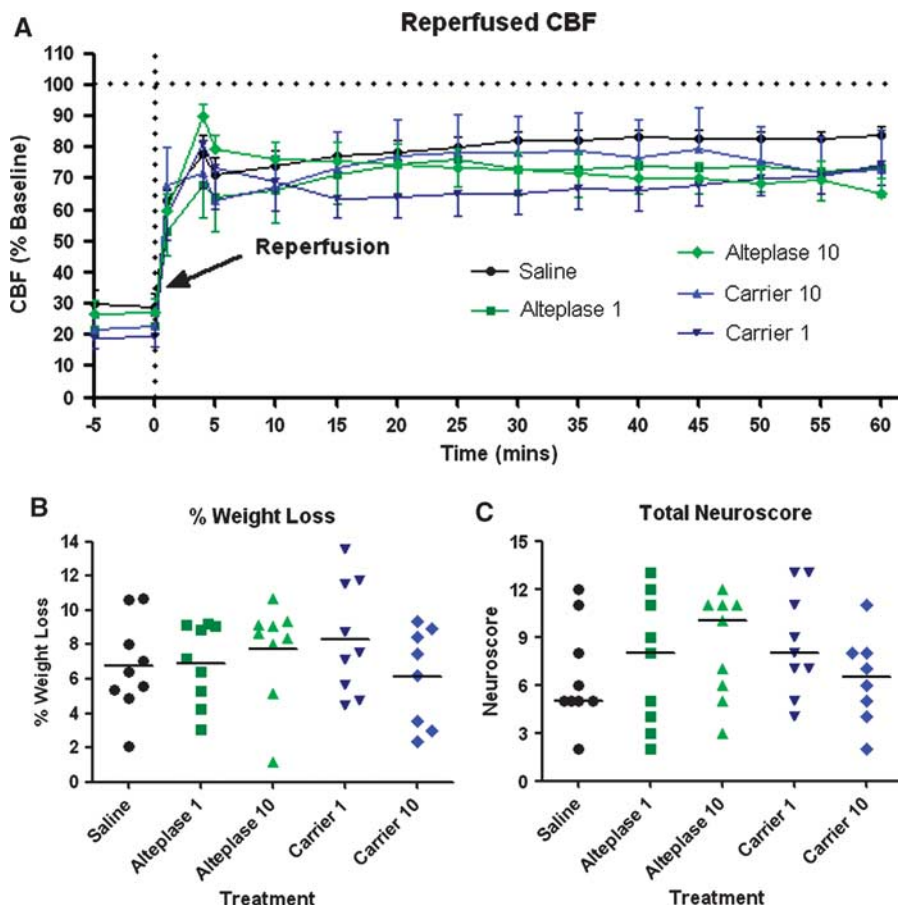 A
Reperfused CBF
110
100
90
80
70
60
50
40
30
20
10
0
CBF (% Baseline)
Reperfusion
Saline
Alteplase 1
Alteplase 10
Carrier 10
Carrier 1
-5 0 5 10 15 20 25 30 35 40 45 50 55 60
Time (mins)
B
% Weight Loss
14
12
10
8
6
4
2
0
% Weight Loss
Saline
Alteplase 1
Alteplase 10
Carrier 1
Carrier 10
Treatment
C
Total Neuroscore
15
12
9
6
3
0
Neuroscore
Saline
Alteplase 1
Alteplase 10
Carrier 1
Carrier 10
Treatment